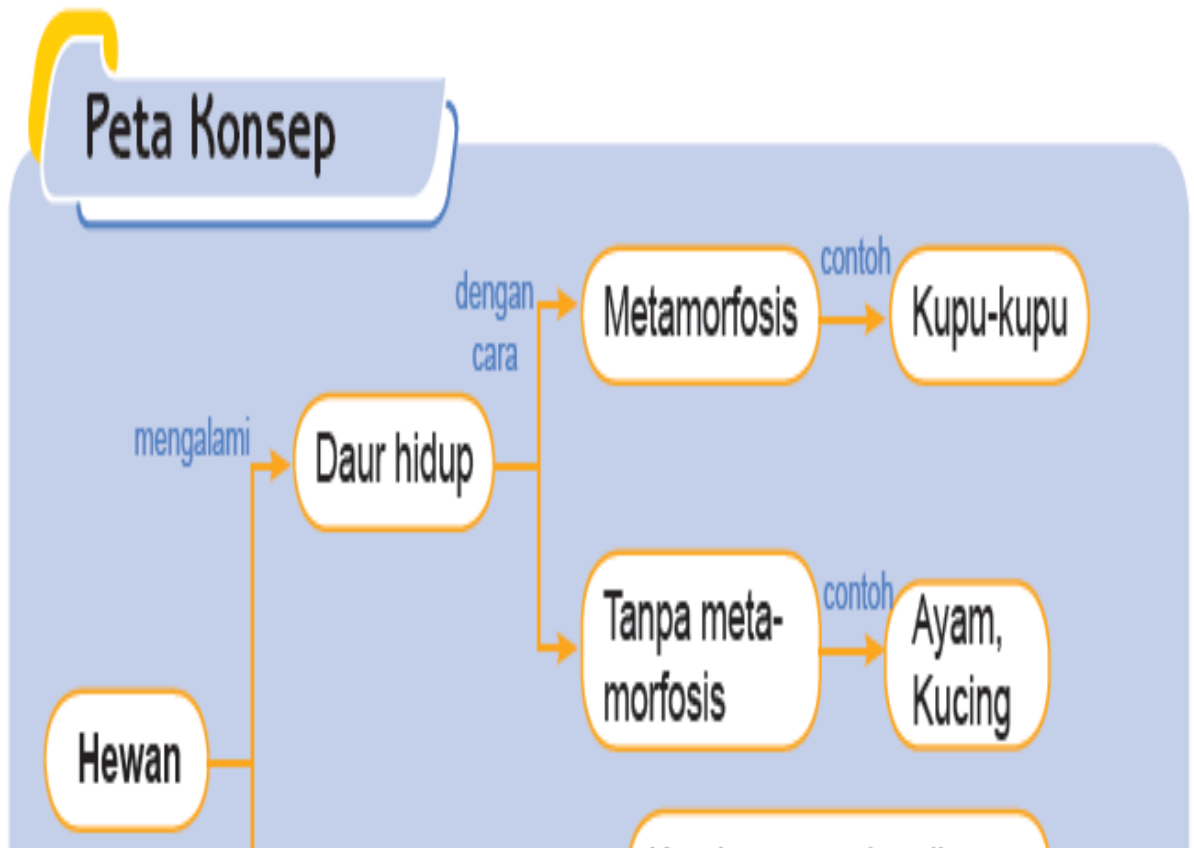 Peta Konsep
dengan
cara
Metamorfosis
contoh
Kupu-kupu
mengalami
Daur hidup
Tanpa meta-
morfosis
contoh
Ayam,
Kucing
Hewan